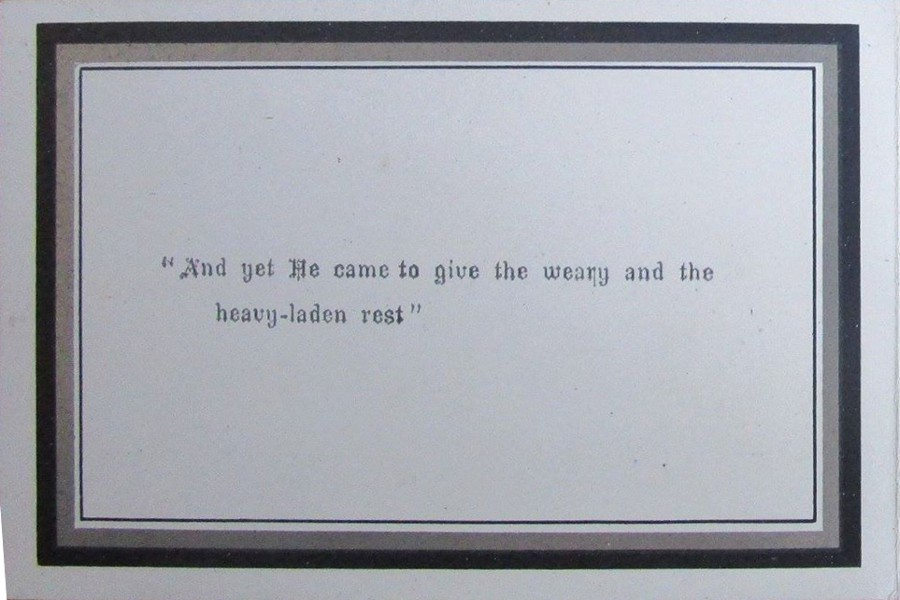 “And yet He came to give the weary and the
heavy-laden rest”